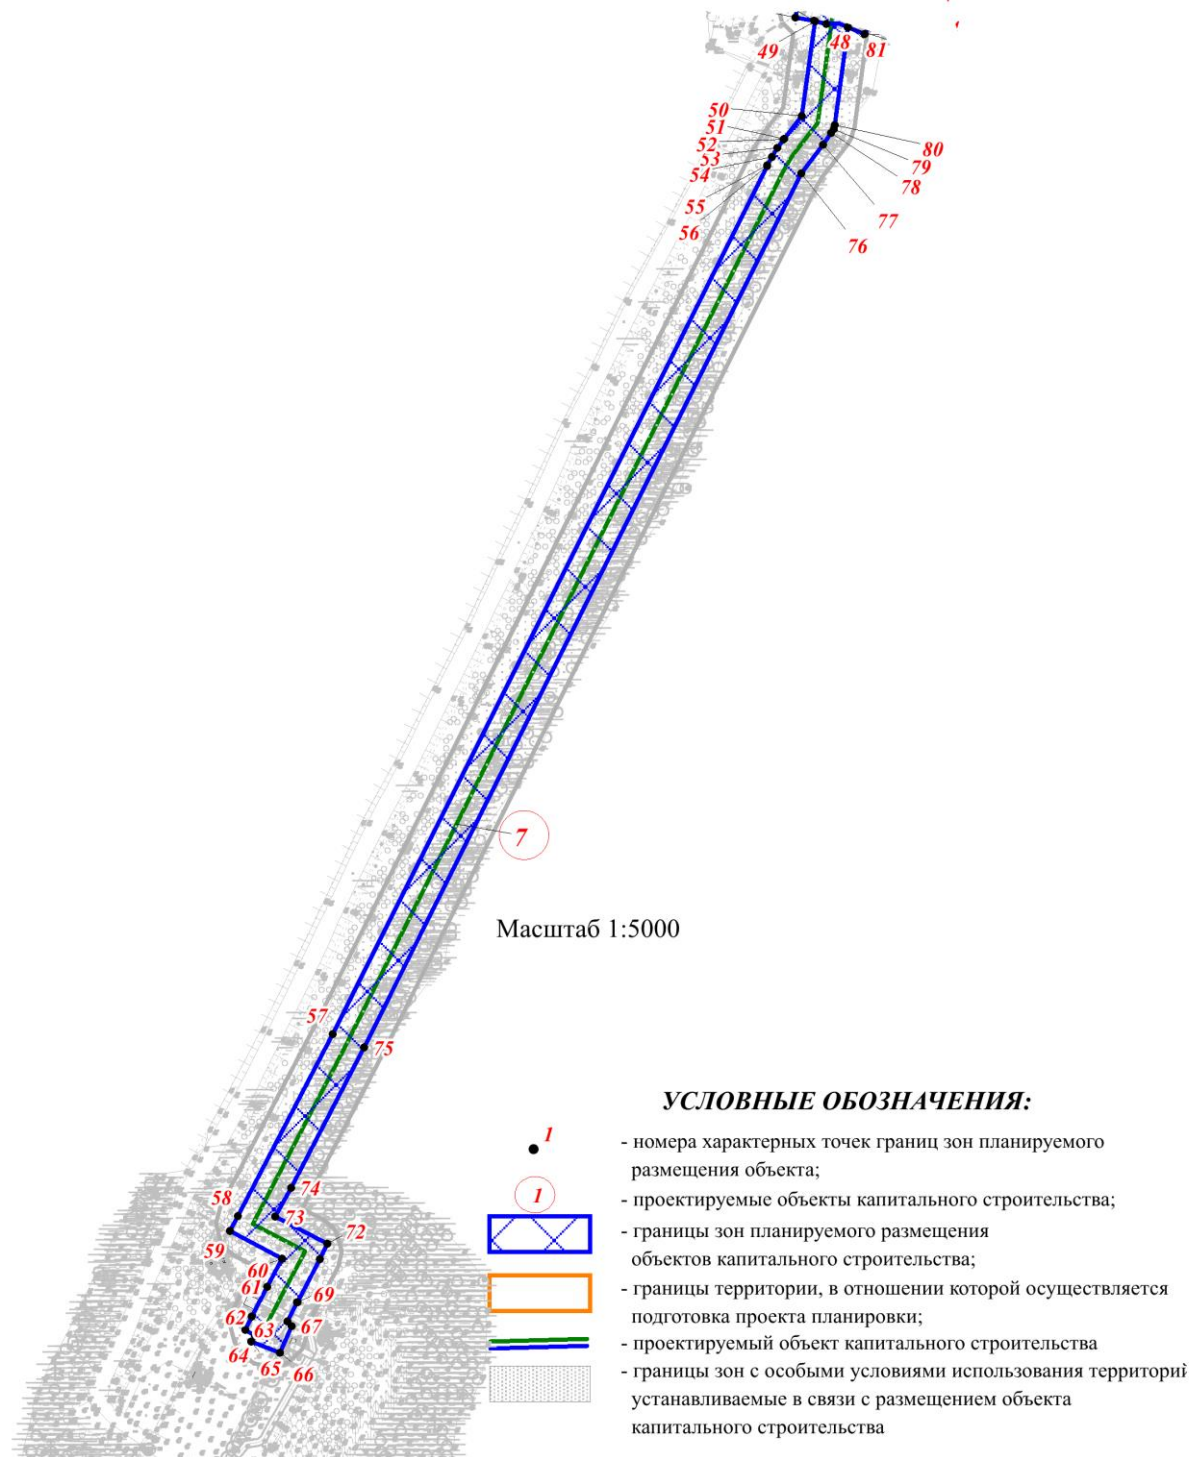 49
48
81
50
51
52
53
54
55
56
80
79
78
77
76
7
Масштаб 1:5000
57
75
УСЛОВНЫЕ ОБОЗНАЧЕНИЯ:
1
- номера характерных точек границ зон планируемого
размещения объекта;
1
- проектируемые объекты капитального строительства;
- границы зон планируемого размещения
объектов капитального строительства;
- границы территории, в отношении которой осуществляется
подготовка проекта планировки;
- проектируемый объект капитального строительства
- границы зон с особыми условиями использования территорий
устанавливаемые в связи с размещением объекта
капитального строительства
74
58
73
72
59
60
61
69
62
63
67
64
65
66